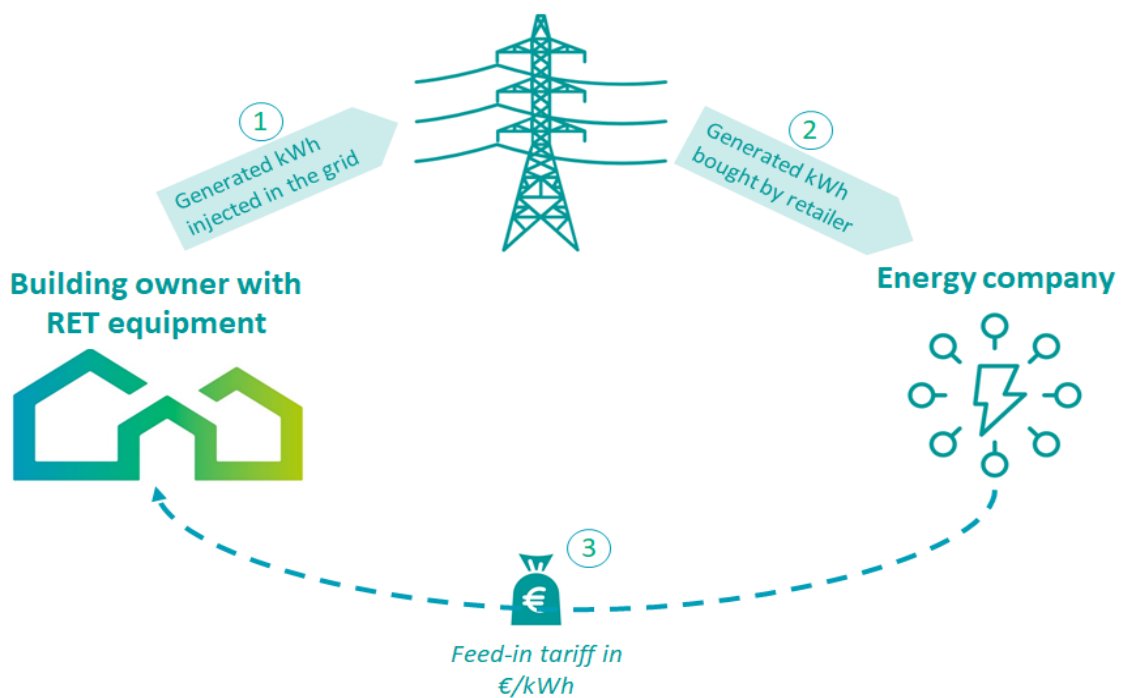 1
Generated kWh
injected in the grid
2
Generated kWh
bought by retailer
Building owner with
RET equipment
Energy company
3
€
Feed-in tariff in
€/kWh